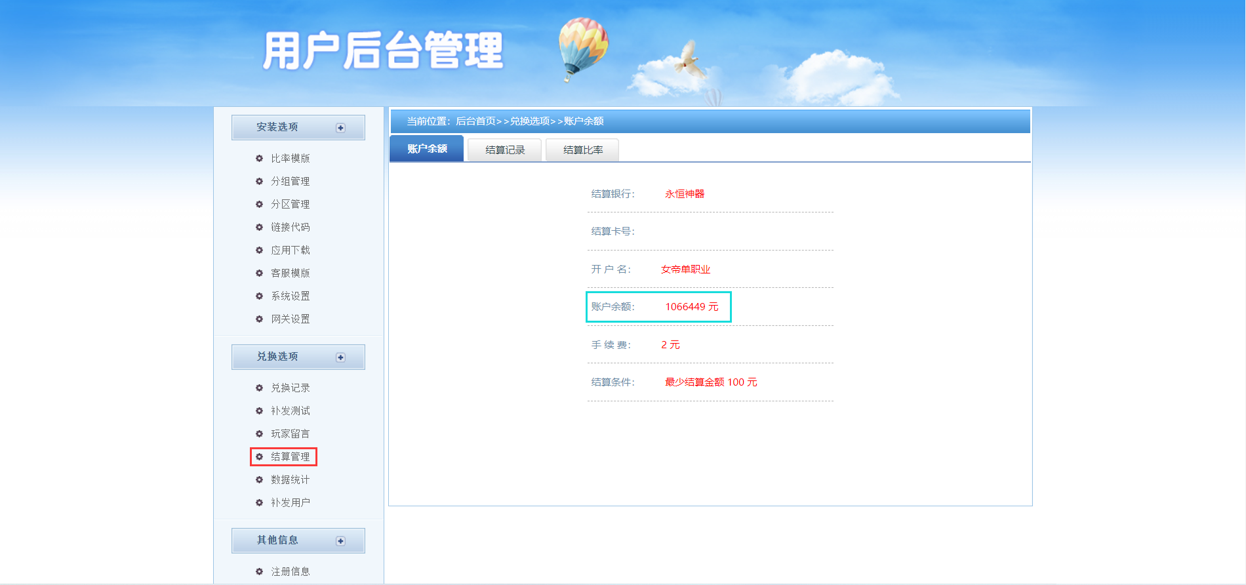 用户后台管理
安装选项
比率模版
分组管理
分区管理
链接代码
应用下载
客服模版
系统设置
网关设置
兑换选项
兑换记录
补发测试
玩家留言
结算管理
数据统计
补发用户
其他信息
注册信息
当前位置：后台首页>>兑换选项>>账户余额
账户余额 结算记录 结算比率
结算银行： 永恒神器
结算卡号：
开 户 名： 女帝单职业
账户余额： 1066449 元
手 续 费： 2 元
结算条件： 最少结算金额 100 元